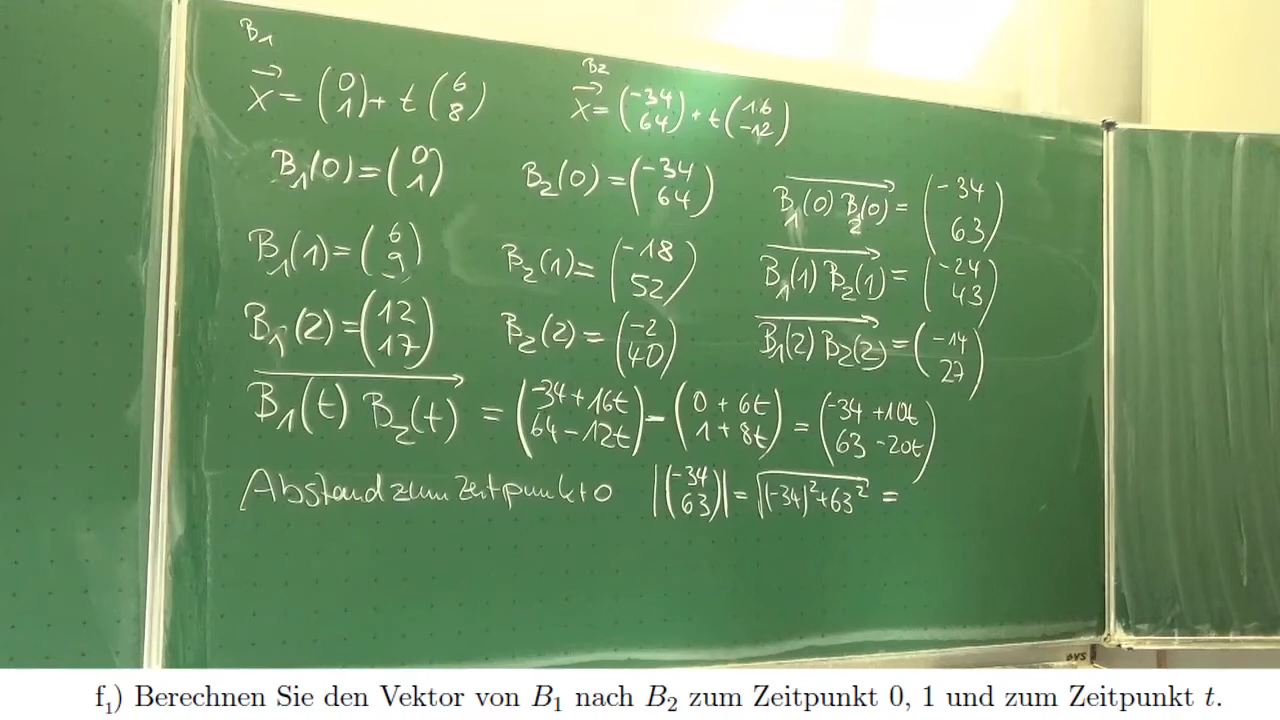 B₁
B₂
x⃗ = (0 1) + t (6 8)
x⃗ = (-34 64) + t (16 -12)
B₁(0) = (0 1)
B₂(0) = (-34 64)
B₁(0) B₂(0) = (-34 63)
B₁(1) = (6 9)
B₂(1) = (-18 52)
B₁(1) B₂(1) = (-24 43)
B₁(2) = (12 17)
B₂(2) = (-2 40)
B₁(2) B₂(2) = (-14 27)
B₁(t) B₂(t) = (-34+16t 64-12t) - (0+6t 1+8t) = (-34+10t 63-20t)
Abstand zum Zeitpunkt 0 |(-34 63)| = √(-34)²+63² =
GVS
f₁) Berechnen Sie den Vektor von B₁ nach B₂ zum Zeitpunkt 0, 1 und zum Zeitpunkt t.